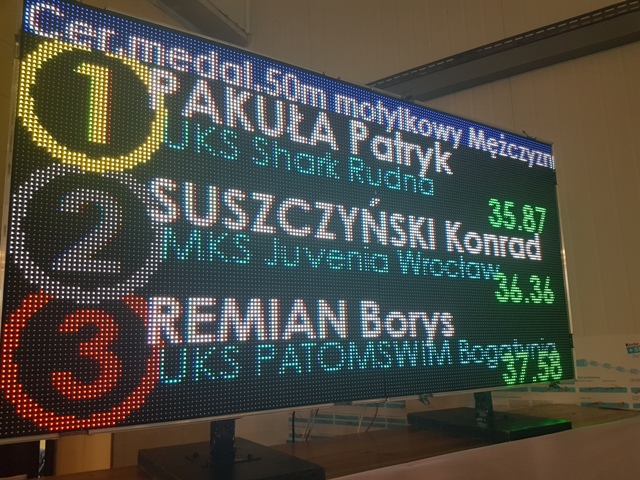 Cer.medal.50m motylkowy Mężczyzn
1
PAKUŁA Patryk
UKS Shark Rudna
35.87
2
SUSZCZYŃSKI Konrad
MKS Juvenia Wrocław
36.36
3
REMIAN Borys
UKS PATOMSWIM Bogatynia
37.58